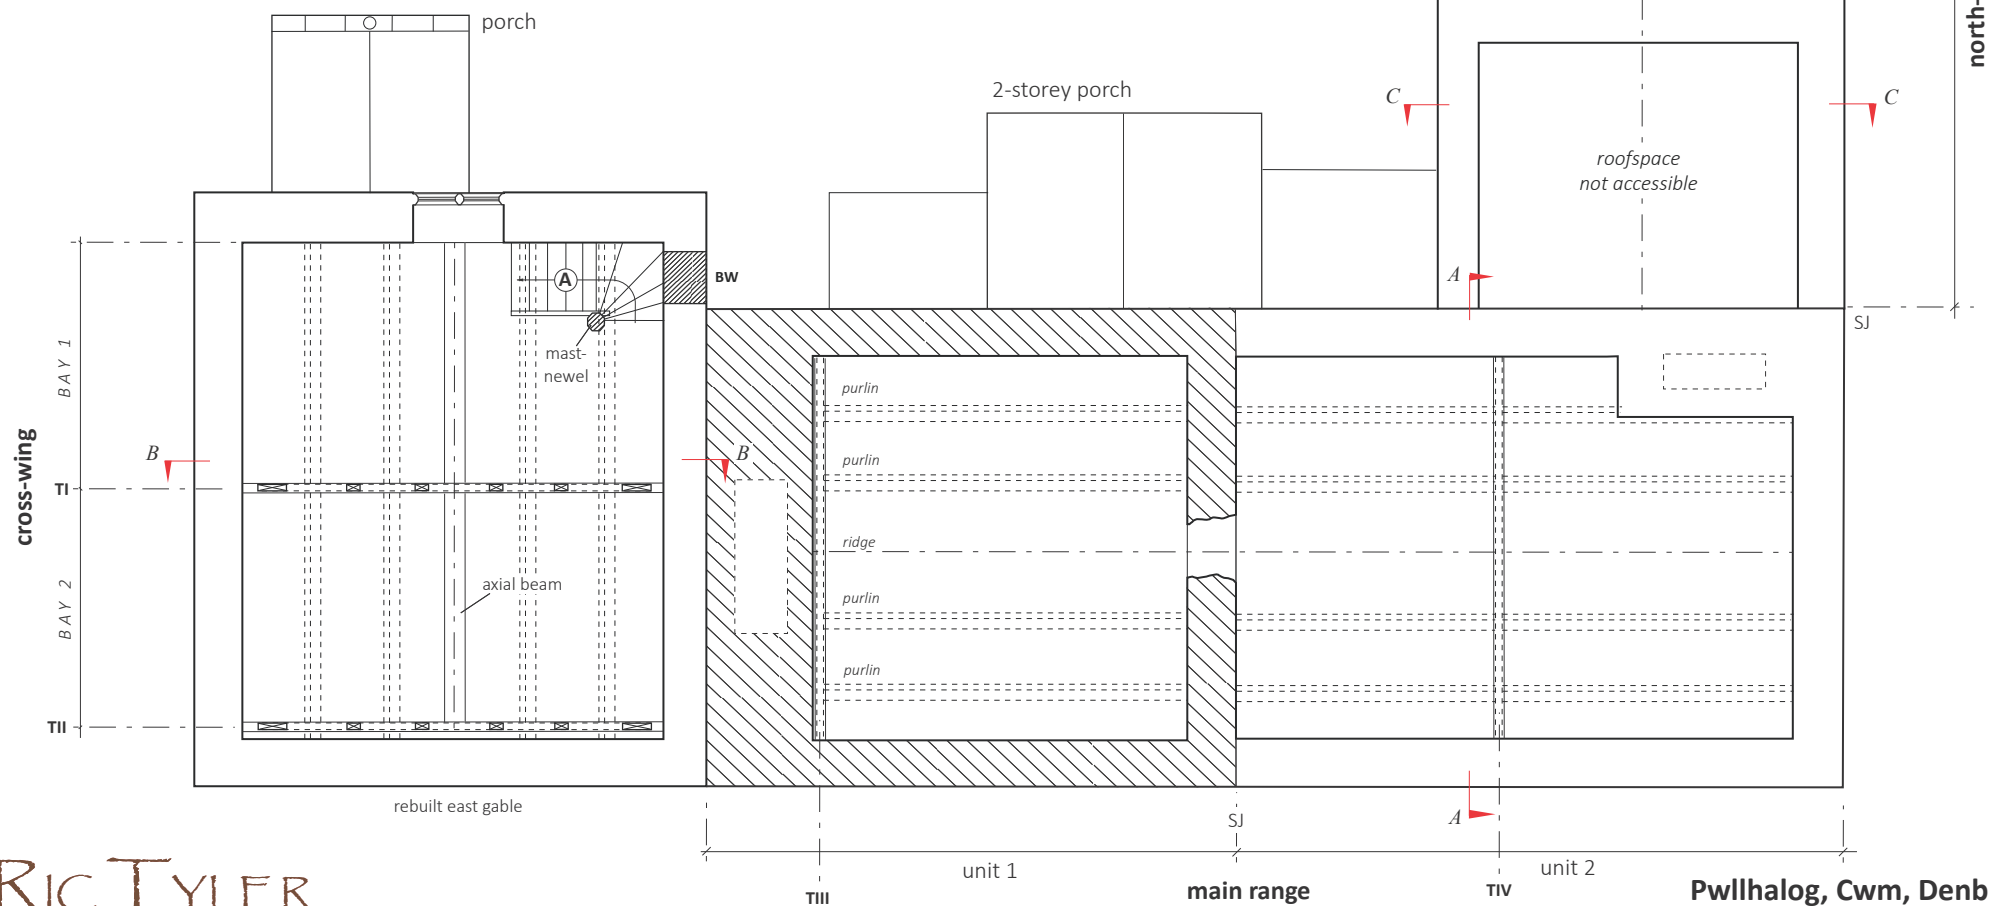 porch
north-
2-storey porch
C
C
roofspace
not accessible
A
A
BW
SJ
mast-
newel
BAY 1
purlin
cross-wing
B
B
purlin
TI
ridge
axial beam
BAY 2
purlin
purlin
TII
rebuilt east gable
SJ
A
unit 1
unit 2
RIC TYLER
TIII
main range
TIV
Pwllhalog, Cwm, Denb